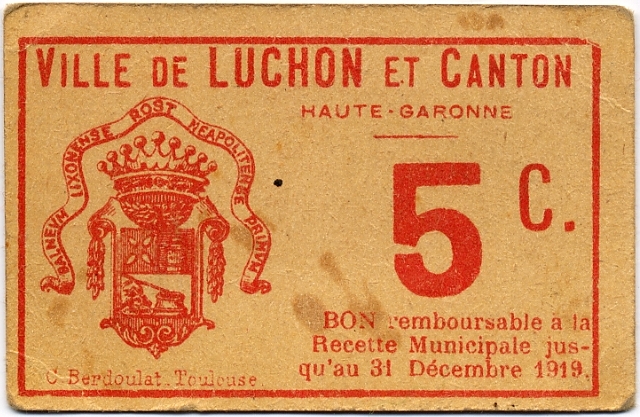 VILLE DE LUCHON ET CANTON
HAUTE-GARONNE
BALNEUM LIXONENSE POST NEAPOLITENSE PRIMUM
5 C.
BON remboursable a la
Recette Municipale jus-
qu'au 31 Décembre 1919.
C. Berdoulat. Toulouse.